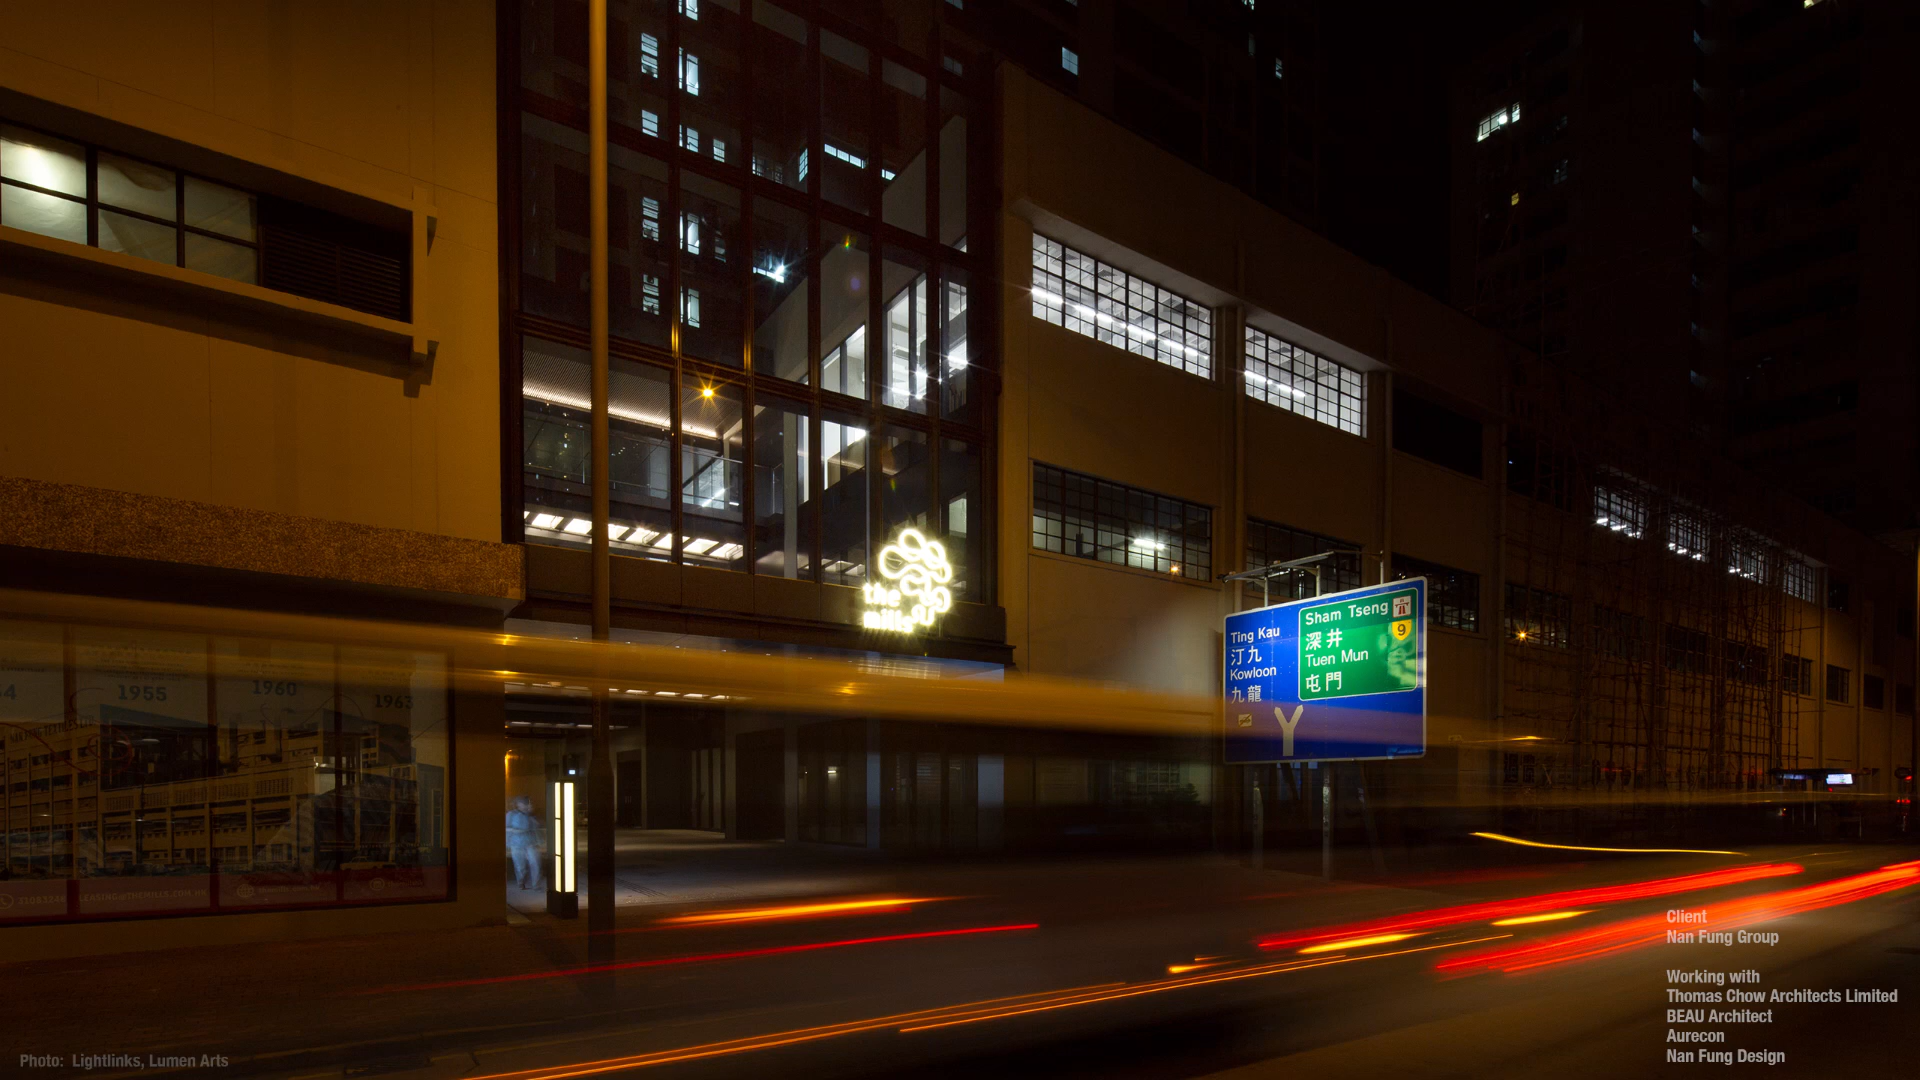 the
mills
Ting Kau
汀九
Kowloon
九龍
Sham Tseng
深井
Tuen Mun
屯門
9
1955
1960
1963
Client
Nan Fung Group
Working with
Thomas Chow Architects Limited
BEAU Architect
Aurecon
Nan Fung Design
Photo: Lightlinks, Lumen Arts